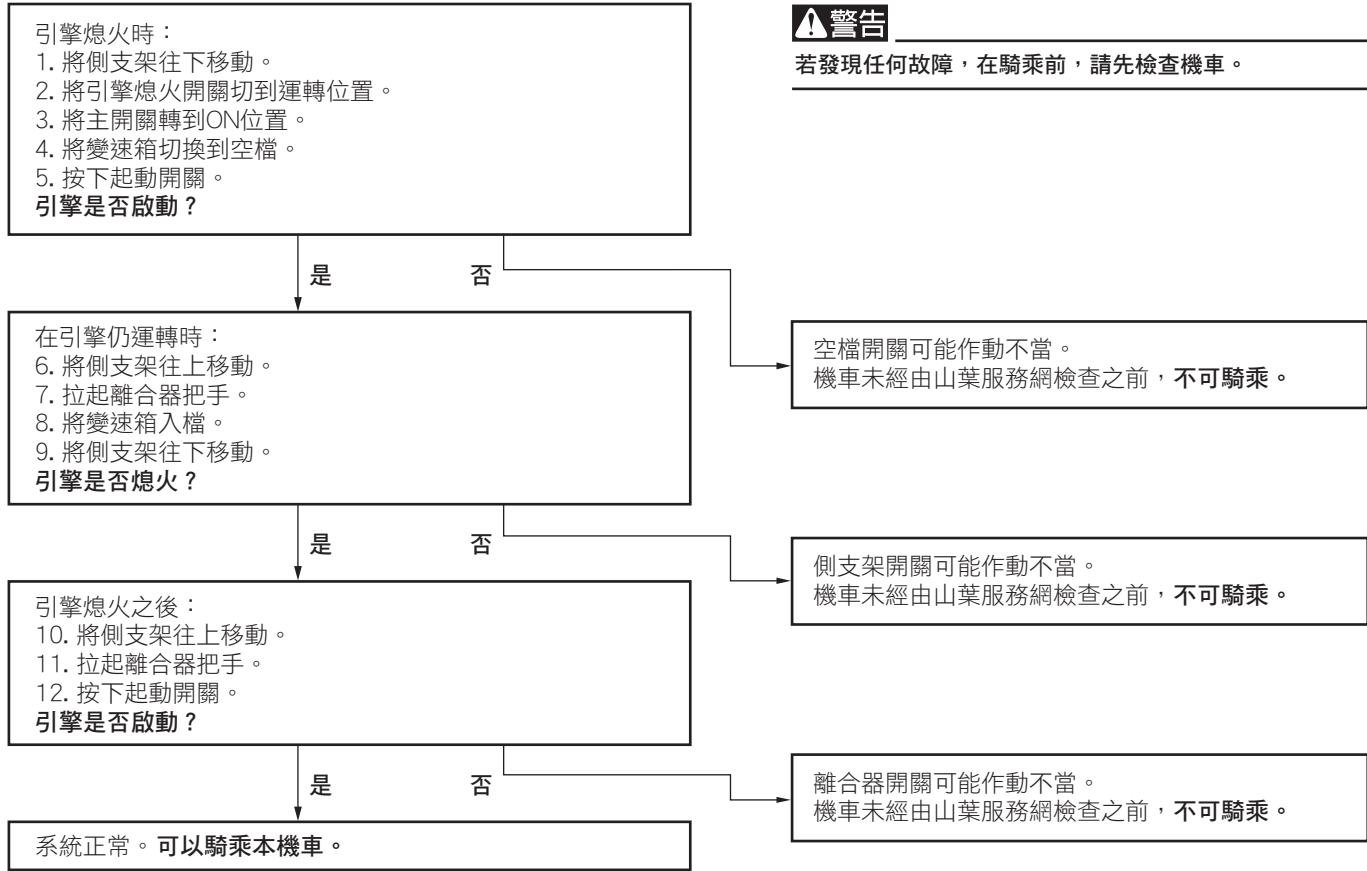 引擎熄火時：
1. 將側支架往下移動。
2. 將引擎熄火開關切到運轉位置。
3. 將主開關轉到ON位置。
4. 將變速箱切換到空檔。
5. 按下起動開關。
引擎是否啟動？
警告
若發現任何故障，在騎乘前，請先檢查機車。
是
否
在引擎仍運轉時：
6. 將側支架往上移動。
7. 拉起離合器把手。
8. 將變速箱入檔。
9. 將側支架往下移動。
引擎是否熄火？
空檔開關可能作動不當。
機車未經由山葉服務網檢查之前，不可騎乘。
是
否
引擎熄火之後：
10. 將側支架往上移動。
11. 拉起離合器把手。
12. 按下起動開關。
引擎是否啟動？
側支架開關可能作動不當。
機車未經由山葉服務網檢查之前，不可騎乘。
是
否
系統正常。可以騎乘本機車。
離合器開關可能作動不當。
機車未經由山葉服務網檢查之前，不可騎乘。